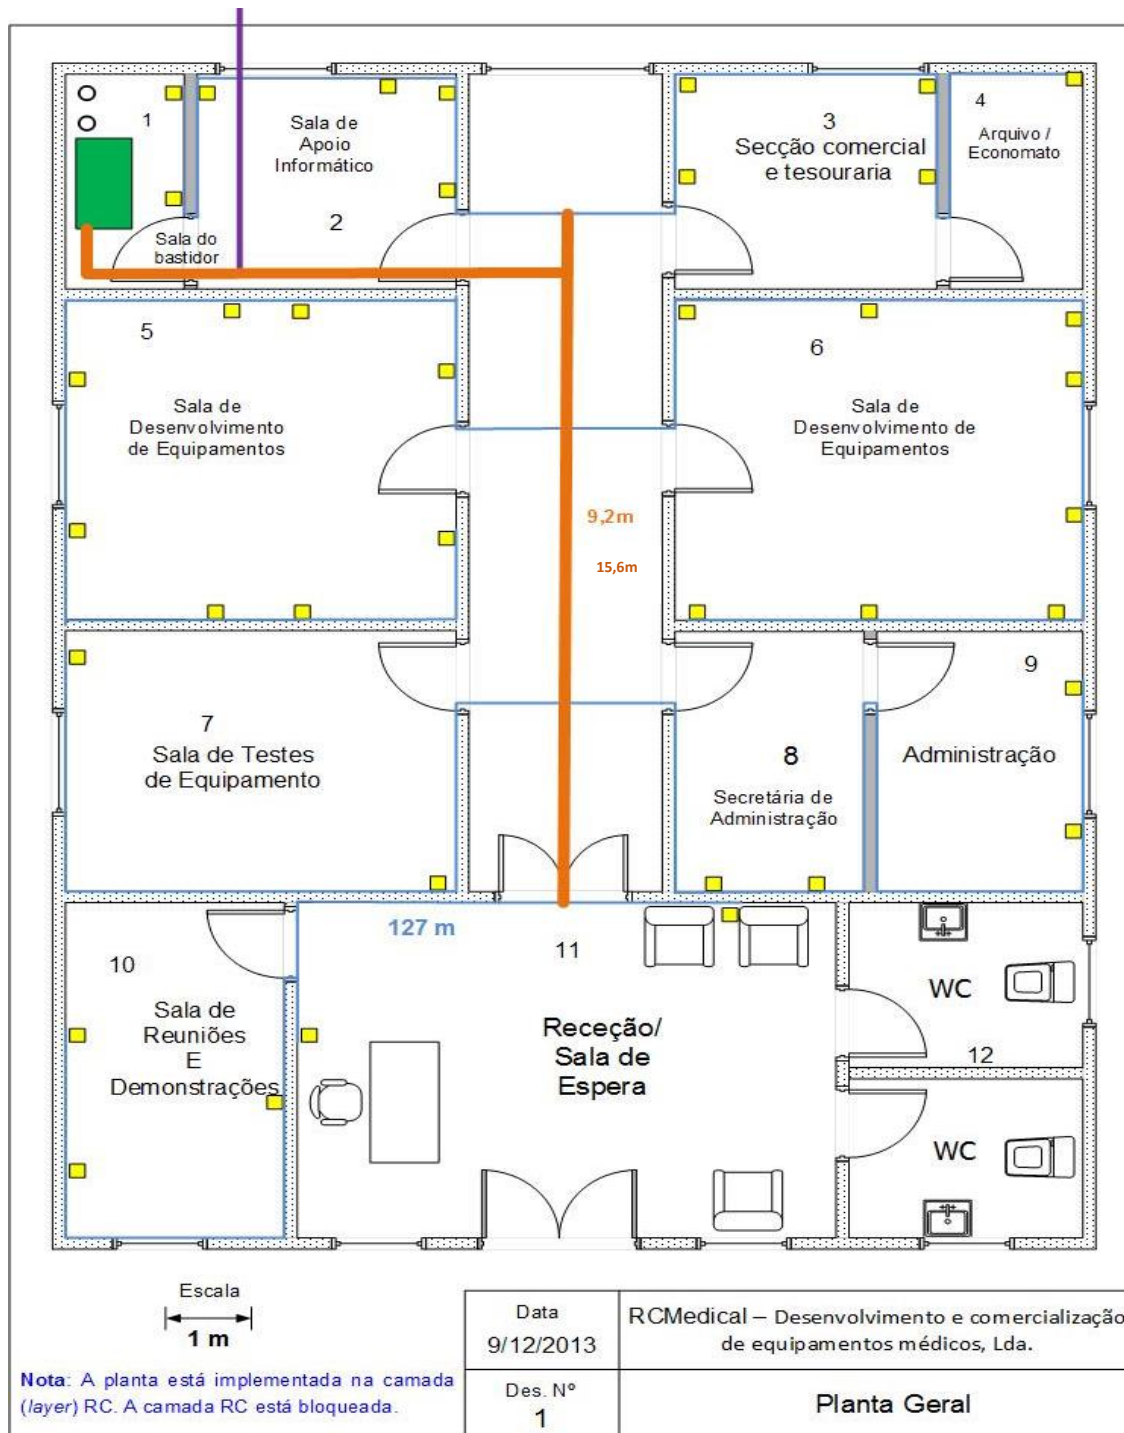 1
Sala do
bastidor
Sala de
Apoio
Informático
2
3
Secção comercial
e tesouraria
4
Arquivo /
Economato
5
Sala de
Desenvolvimento
de Equipamentos
6
Sala de
Desenvolvimento de
Equipamentos
9,2m
15,6m
7
Sala de Testes
de Equipamento
8
Secretária de
Administração
9
Administração
127 m
10
Sala de
Reuniões
E
Demonstrações
11
Receção/
Sala de
Espera
WC
12
WC
Escala
1 m
Nota: A planta está implementada na camada
(layer) RC. A camada RC está bloqueada.
Data
9/12/2013
RCMedical – Desenvolvimento e comercialização
de equipamentos médicos, Lda.
Des. Nº
1
Planta Geral